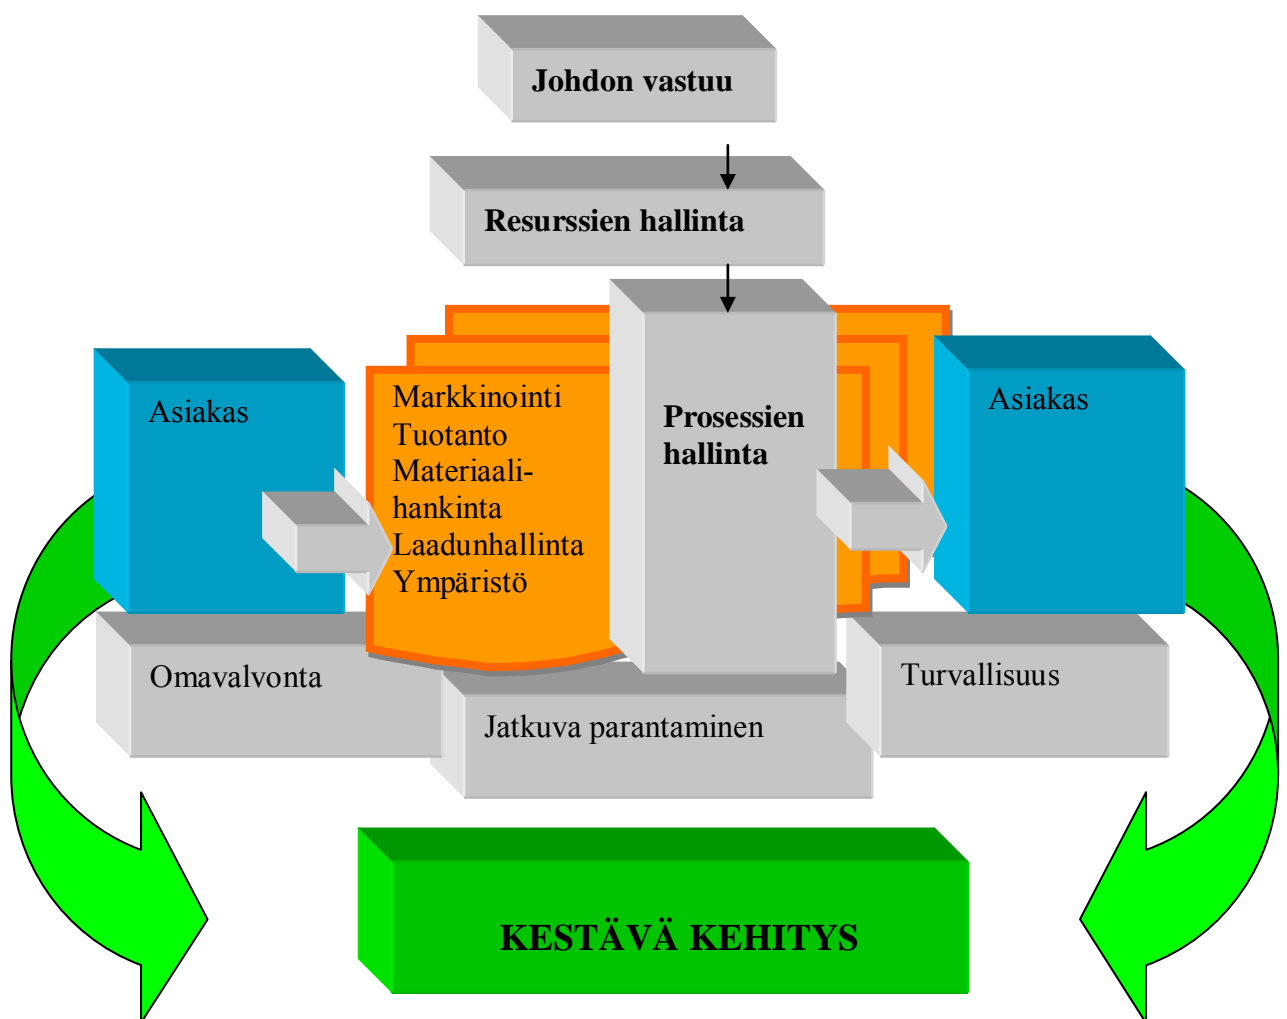 Johdon vastuu
Resurssien hallinta
Asiakas
Markkinointi
Tuotanto
Materiaali-
hankinta
Laadunhallinta
Ympäristö
Prosessien
hallinta
Asiakas
Omavalvonta
Jatkuva parantaminen
Turvallisuus
KESTÄVÄ KEHITYS